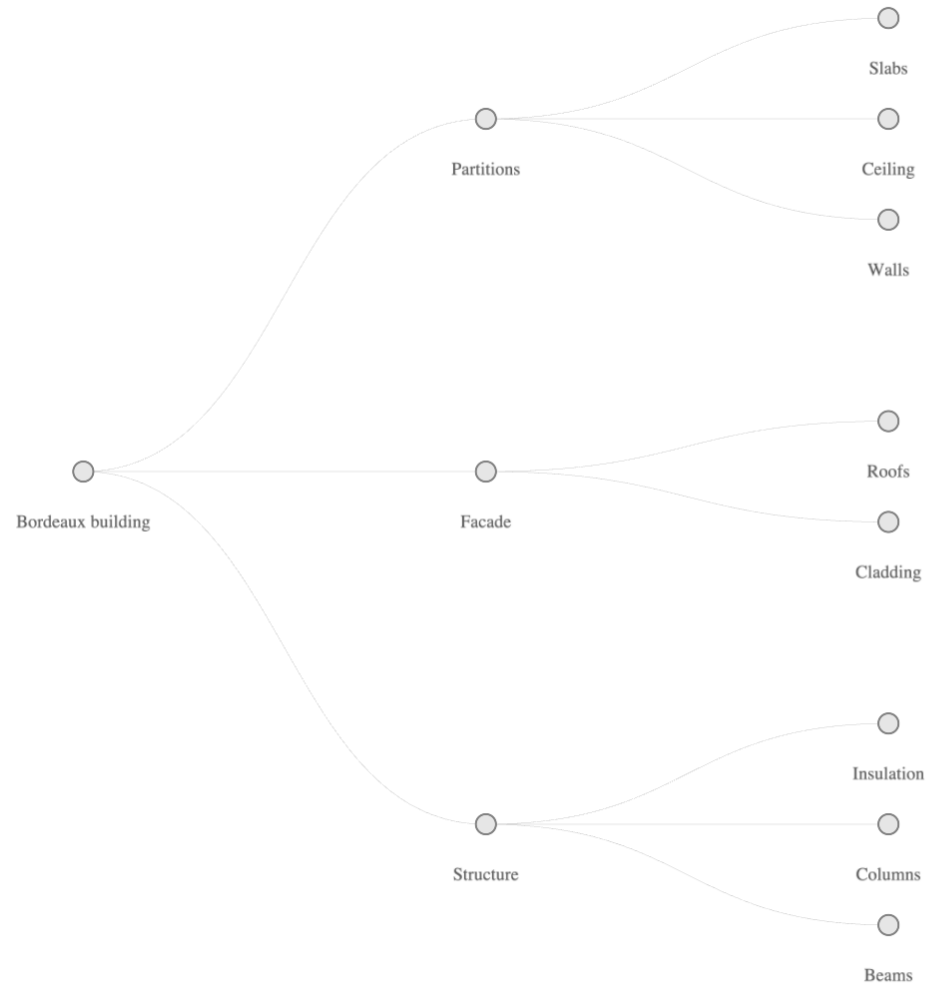 Slabs
Partitions
Ceiling
Walls
Bordeaux building
Facade
Roofs
Cladding
Structure
Insulation
Columns
Beams